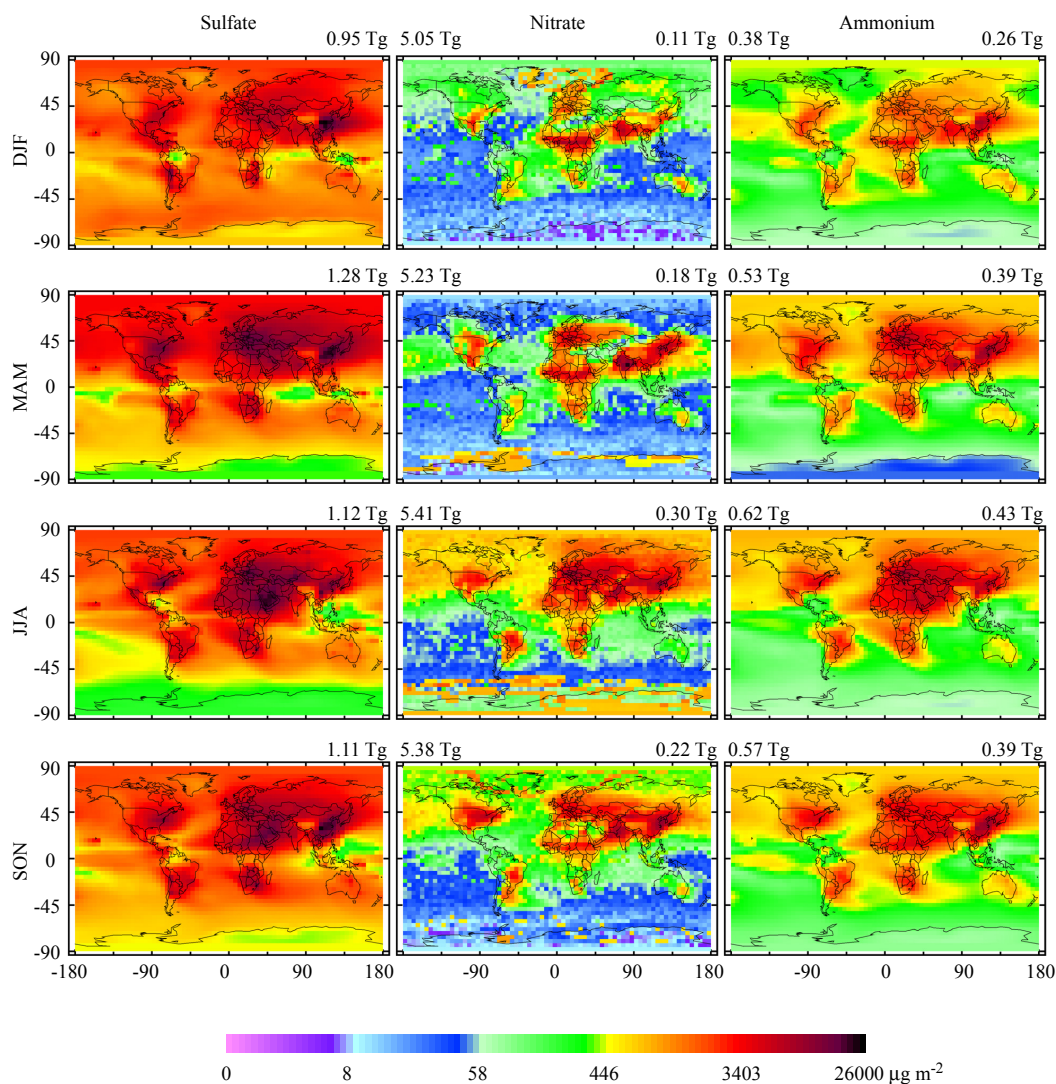 Sulfate Nitrate Ammonium
0.95 Tg 5.05 Tg 0.11 Tg 0.38 Tg 0.26 Tg
90
45
0
-45
-90
DJF
1.28 Tg 5.23 Tg 0.18 Tg 0.53 Tg 0.39 Tg
90
45
0
-45
-90
MAM
1.12 Tg 5.41 Tg 0.30 Tg 0.62 Tg 0.43 Tg
90
45
0
-45
-90
JJA
1.11 Tg 5.38 Tg 0.22 Tg 0.57 Tg 0.39 Tg
90
45
0
-45
-90
SON
-180 -90 0 90 180 -90 0 90 180 -90 0 90 180
0 8 58 446 3403 26000 µg m-2